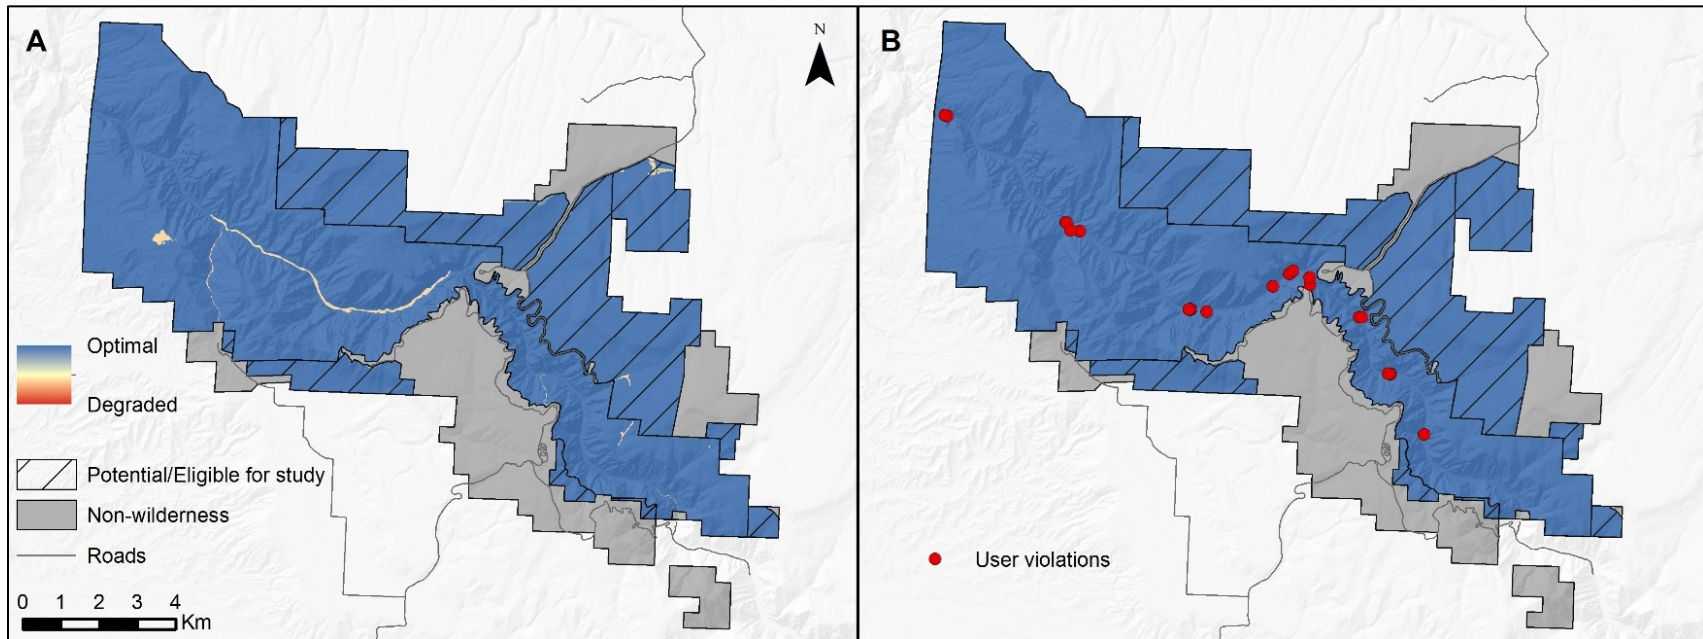 A
N
B
Optimal
Degraded
Potential/Eligible for study
Non-wilderness
Roads
0 1 2 3 4
Km
User violations